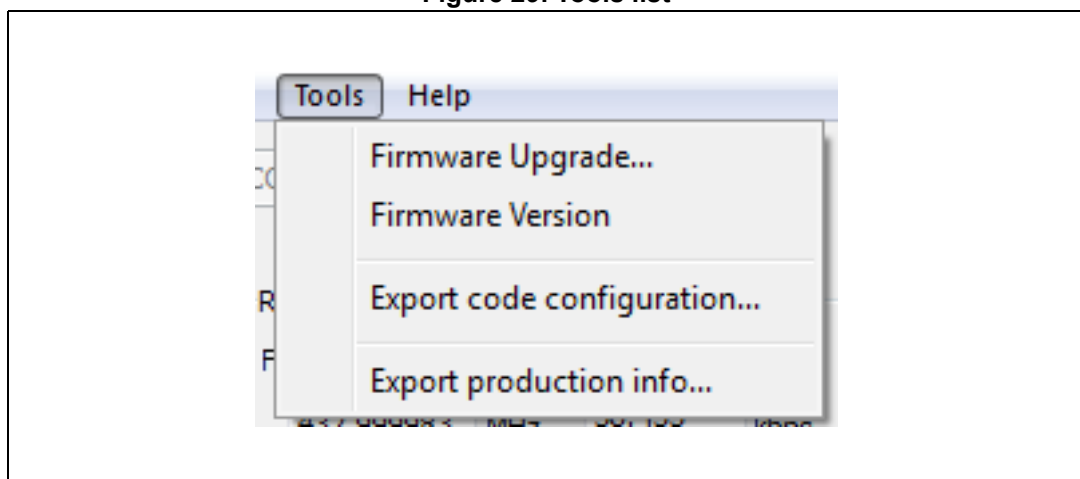 Tools Help
Firmware Upgrade...
Firmware Version
Export code configuration...
Export production info...